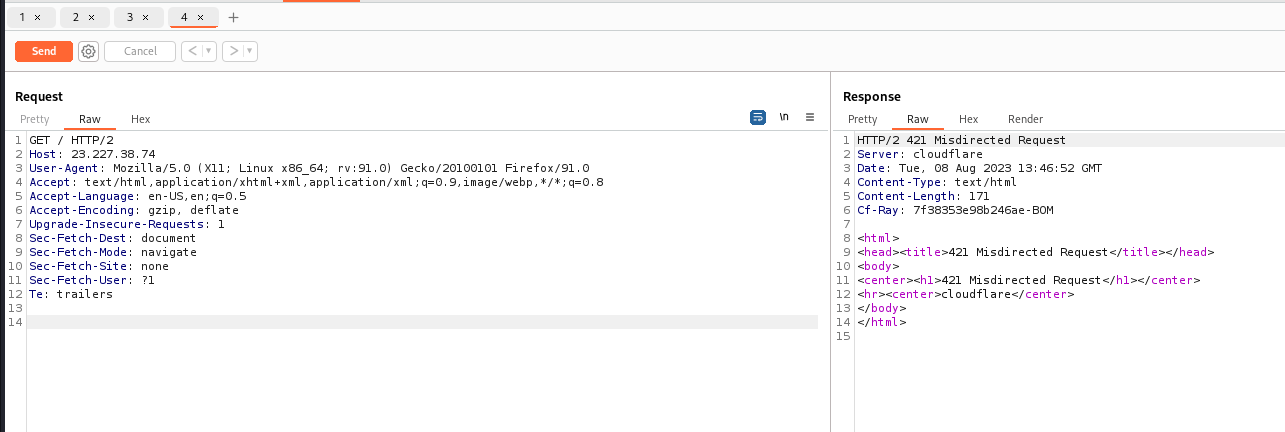 1 × 2 × 3 × 4 × +
Send Cancel < >
Request
Pretty Raw Hex \n
1 GET / HTTP/2
2 Host: 23.227.38.74
3 User-Agent: Mozilla/5.0 (X11; Linux x86_64; rv:91.0) Gecko/20100101 Firefox/91.0
4 Accept: text/html,application/xhtml+xml,application/xml;q=0.9,image/webp,*/*;q=0.8
5 Accept-Language: en-US,en;q=0.5
6 Accept-Encoding: gzip, deflate
7 Upgrade-Insecure-Requests: 1
8 Sec-Fetch-Dest: document
9 Sec-Fetch-Mode: navigate
10 Sec-Fetch-Site: none
11 Sec-Fetch-User: ?1
12 Te: trailers
13
14
Response
Pretty Raw Hex Render
1 HTTP/2 421 Misdirected Request
2 Server: cloudflare
3 Date: Tue, 08 Aug 2023 13:46:52 GMT
4 Content-Type: text/html
5 Content-Length: 171
6 Cf-Ray: 7f38353e98b246ae-BOM
7
8 <html>
9 <head><title>421 Misdirected Request</title></head>
10 <body>
11 <center><h1>421 Misdirected Request</h1></center>
12 <hr><center>cloudflare</center>
13 </body>
14 </html>
15